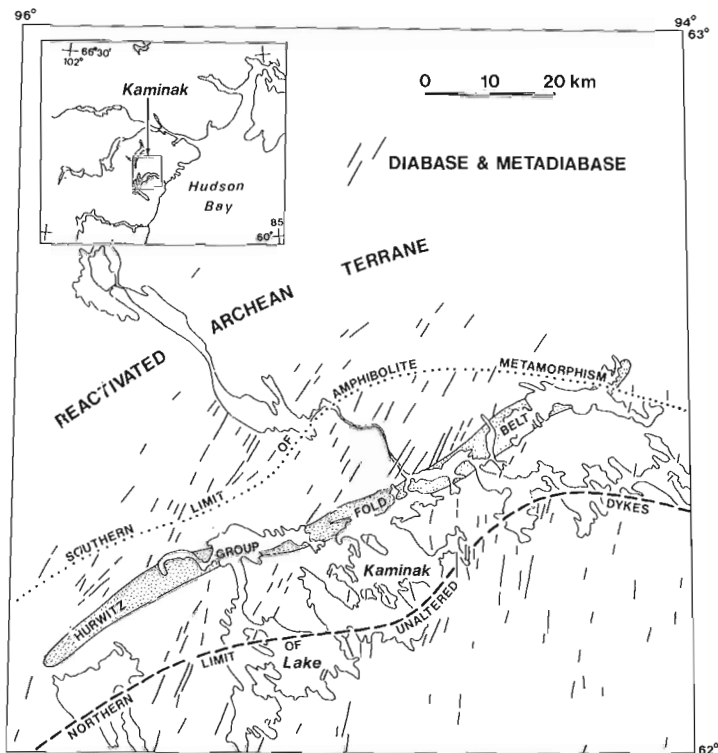 96°
94°
63°
66°30'
102°
Kaminak
Hudson
Bay
85
60°
0 10 20 km
DIABASE & METADIABASE
REACTIVATED ARCHEAN TERRANE
SOUTHERN LIMIT OF AMPHIBOLITE METAMORPHISM
HURWITZ GROUP FOLD BELT
Kaminak
Lake
NORTHERN LIMIT OF UNALTERED DYKES
62°